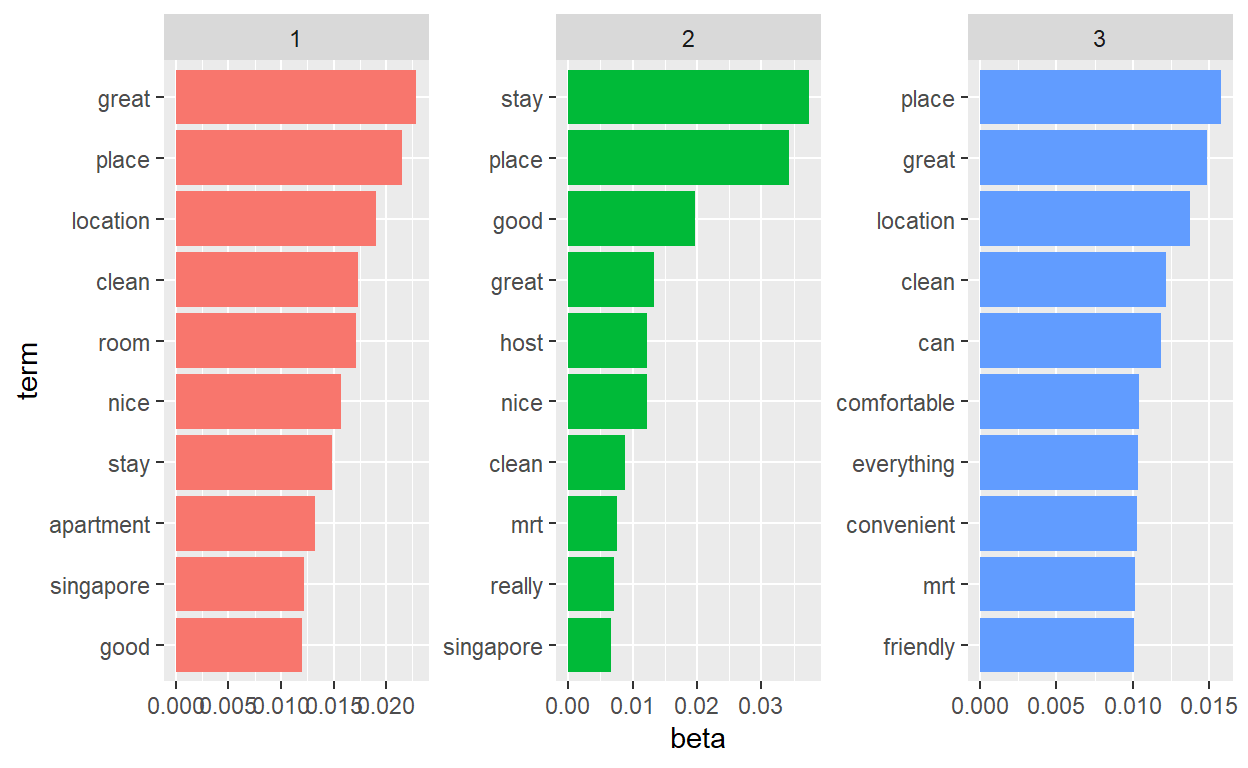 1
great
place
location
clean
room
nice
stay
apartment
singapore
good
0.000 0.005 0.010 0.015 0.020
2
stay
place
good
great
host
nice
clean
mrt
really
singapore
0.00 0.01 0.02 0.03
3
place
great
location
clean
can
comfortable
everything
convenient
mrt
friendly
0.000 0.005 0.010 0.015
term
beta